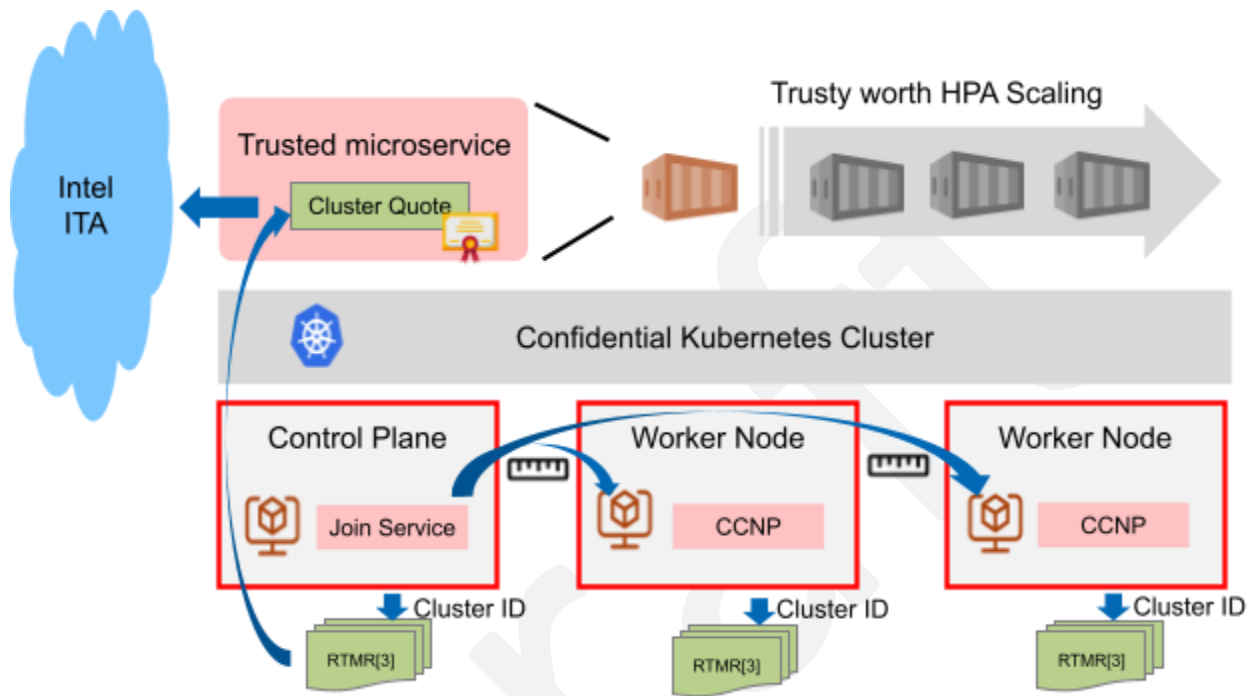 Trusty worth HPA Scaling
Trusted microservice
Intel
ITA
Cluster Quote
Confidential Kubernetes Cluster
Control Plane
Worker Node
Worker Node
Join Service
CCNP
CCNP
Cluster ID
Cluster ID
Cluster ID
RTMR[3]
RTMR[3]
RTMR[3]